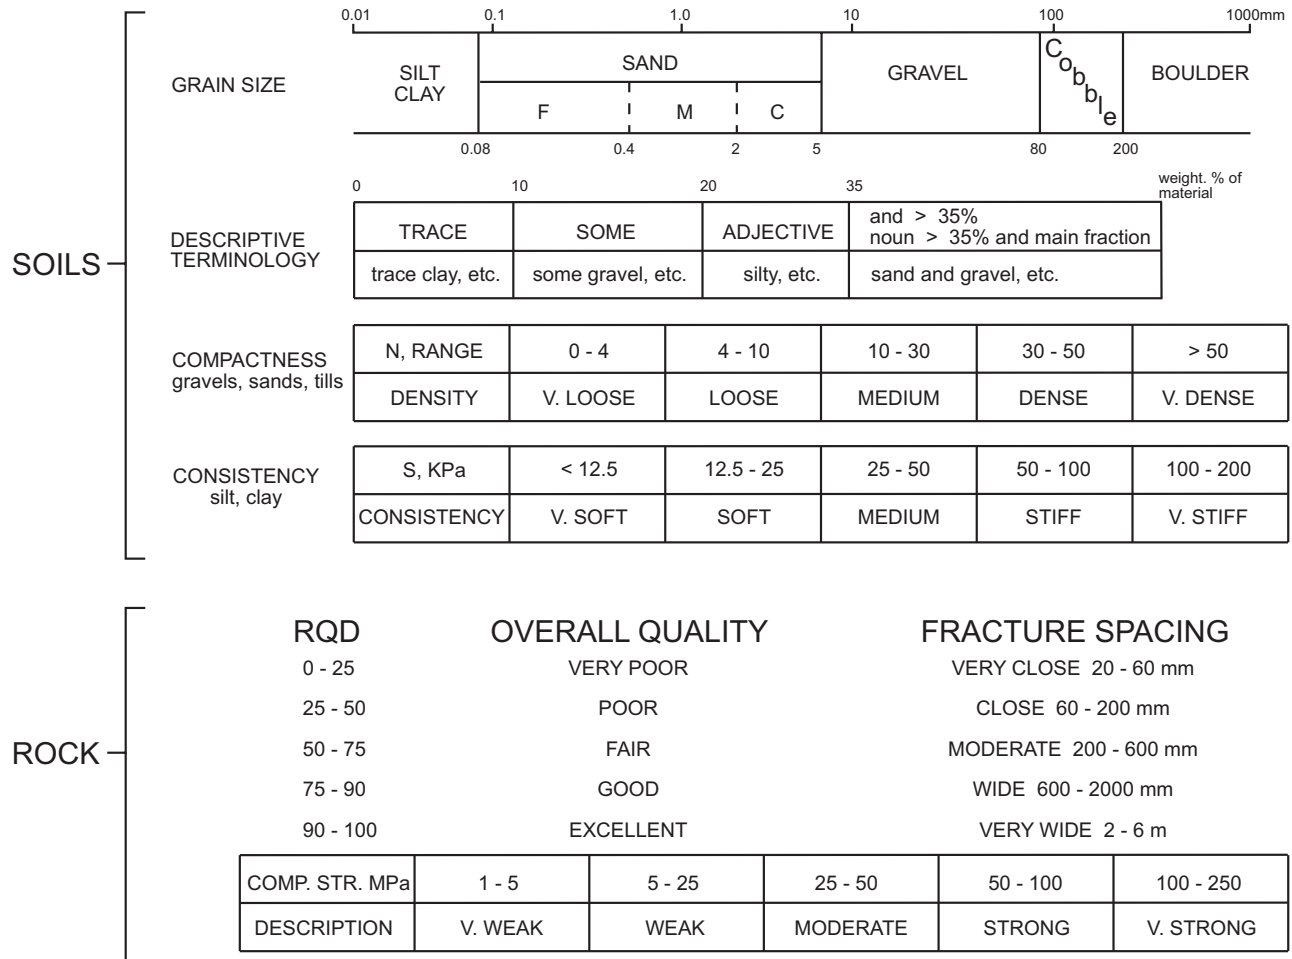 0.01 0.1 1.0 10 100 1000mm
GRAIN SIZE
SILT
CLAY
SAND
F M C
GRAVEL
Cobble
BOULDER
0.08 0.4 2 5 80 200
0 10 20 35 weight. % of
material
SOILS
DESCRIPTIVE
TERMINOLOGY
TRACE SOME ADJECTIVE and > 35%
noun > 35% and main fraction
trace clay, etc. some gravel, etc. silty, etc. sand and gravel, etc.
COMPACTNESS
gravels, sands, tills
N, RANGE 0 - 4 4 - 10 10 - 30 30 - 50 > 50
DENSITY V. LOOSE LOOSE MEDIUM DENSE V. DENSE
CONSISTENCY
silt, clay
S, KPa < 12.5 12.5 - 25 25 - 50 50 - 100 100 - 200
CONSISTENCY V. SOFT SOFT MEDIUM STIFF V. STIFF
ROCK
RQD OVERALL QUALITY FRACTURE SPACING
0 - 25 VERY POOR VERY CLOSE 20 - 60 mm
25 - 50 POOR CLOSE 60 - 200 mm
50 - 75 FAIR MODERATE 200 - 600 mm
75 - 90 GOOD WIDE 600 - 2000 mm
90 - 100 EXCELLENT VERY WIDE 2 - 6 m
COMP. STR. MPa 1 - 5 5 - 25 25 - 50 50 - 100 100 - 250
DESCRIPTION V. WEAK WEAK MODERATE STRONG V. STRONG